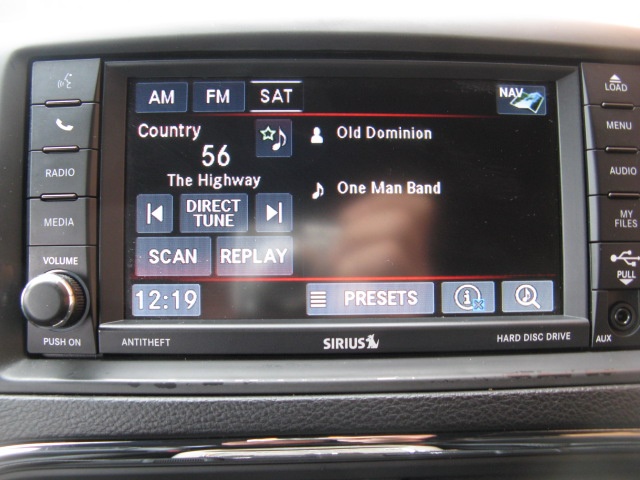 AM FM SAT NAV
Country
56
The Highway
Old Dominion
One Man Band
DIRECT
TUNE
SCAN REPLAY
12:19 PRESETS
RADIO
MEDIA
VOLUME
PUSH ON
ANTITHEFT
SIRIUS
HARD DISC DRIVE
LOAD
MENU
AUDIO
MY
FILES
PULL
AUX